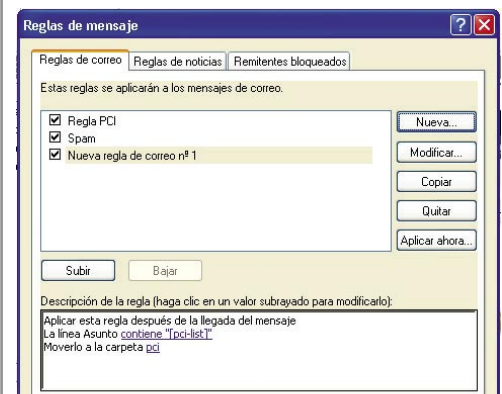 Reglas de mensaje
Reglas de correo Reglas de noticias Remitentes bloqueados
Estas reglas se aplicarán a los mensajes de correo.
Regla PCI
Spam
Nueva regla de correo nº 1
Nueva...
Modificar...
Copiar
Quitar
Aplicar ahora...
Subir Bajar
Descripción de la regla (haga clic en un valor subrayado para modificarlo):
Aplicar esta regla después de la llegada del mensaje
La línea Asunto contiene "[pci-list]"
Moverlo a la carpeta pci